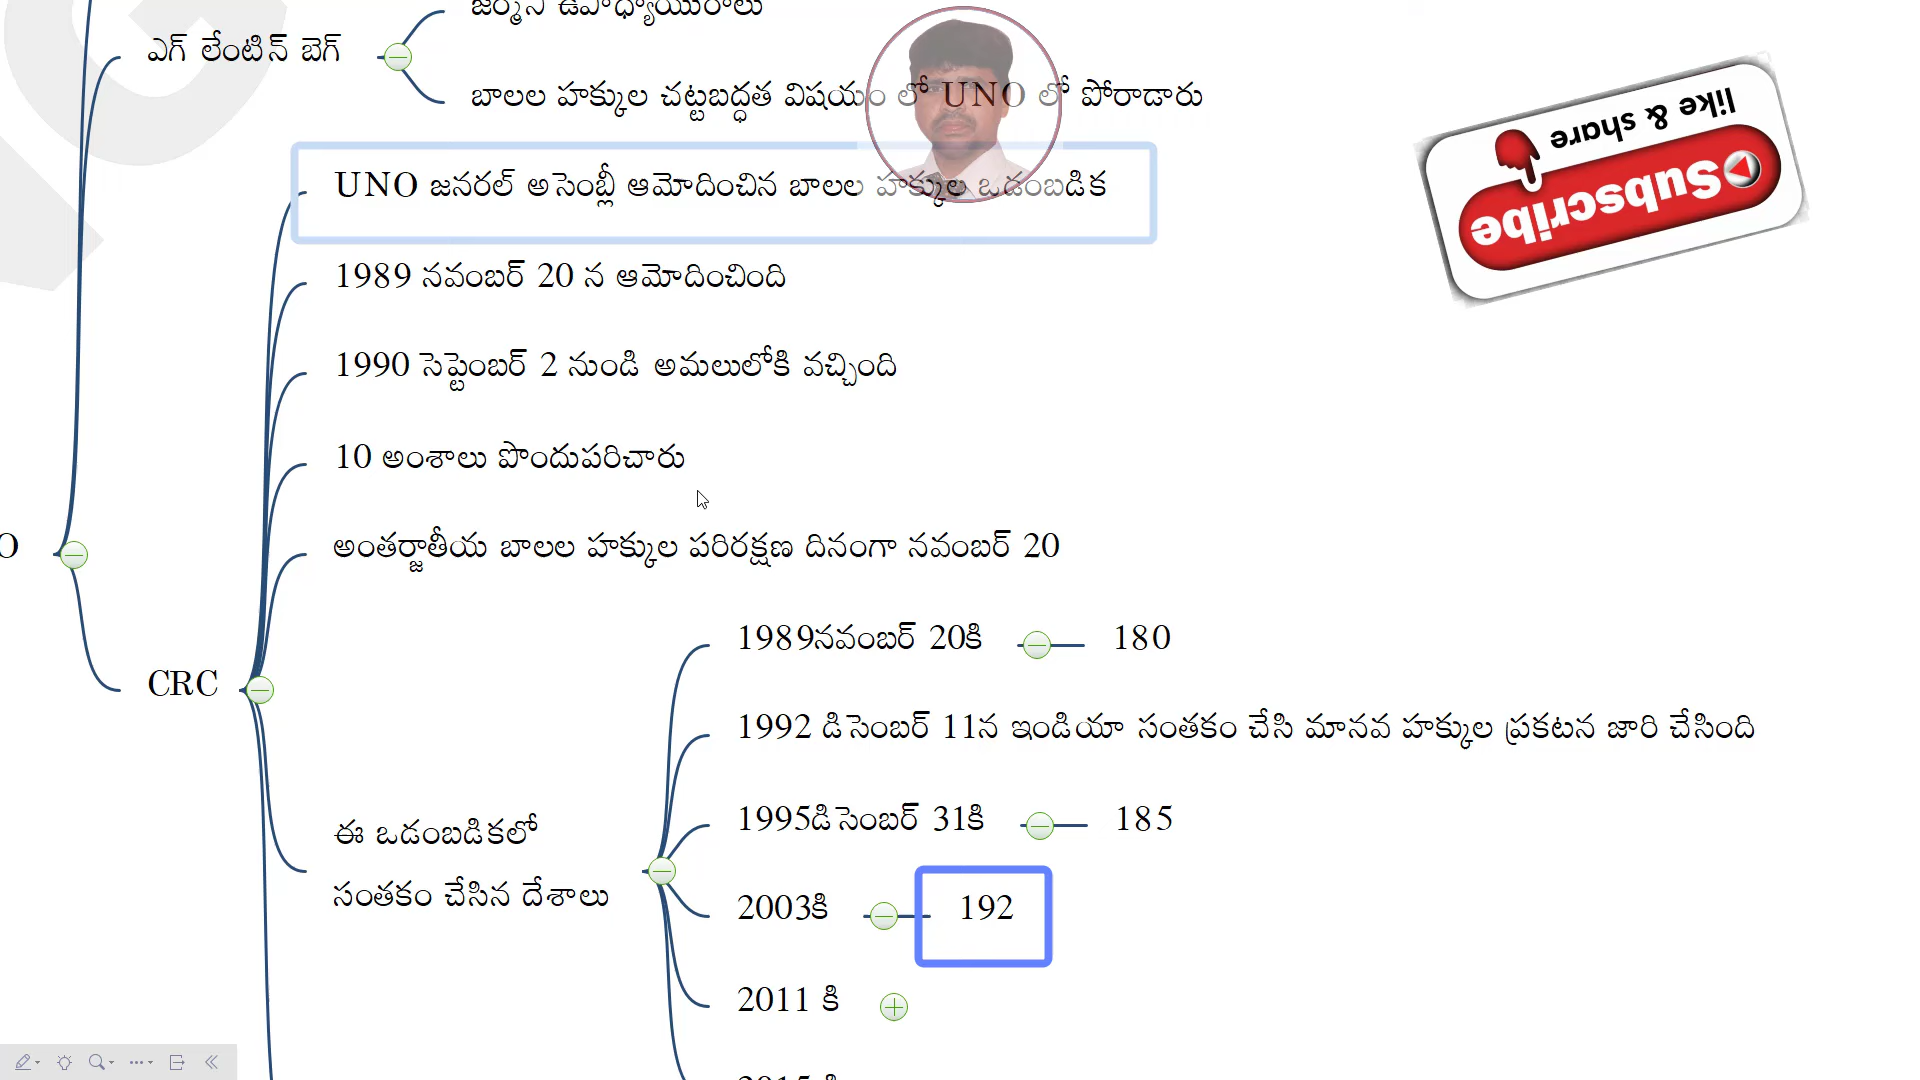 జర్మనీ ఉపాధ్యాయురాలు
ఎగ్ లేంటిన్ బెగ్
బాలల హక్కుల చట్టబద్ధత విషయం లో UNO లో పోరాడారు
like & share
Subscribe
UNO జనరల్ అసెంబ్లీ ఆమోదించిన బాలల హక్కుల ఒడంబడిక
1989 నవంబర్ 20 న ఆమోదించింది
1990 సెప్టెంబర్ 2 నుండి అమలులోకి వచ్చింది
10 అంశాలు పొందుపరిచారు
అంతర్జాతీయ బాలల హక్కుల పరిరక్షణ దినంగా నవంబర్ 20
O
CRC
1989నవంబర్ 20కి
180
1992 డిసెంబర్ 11న ఇండియా సంతకం చేసి మానవ హక్కుల ప్రకటన జారి చేసింది
1995డిసెంబర్ 31కి
185
ఈ ఒడంబడికలో
సంతకం చేసిన దేశాలు
2003కి
192
2011 కి